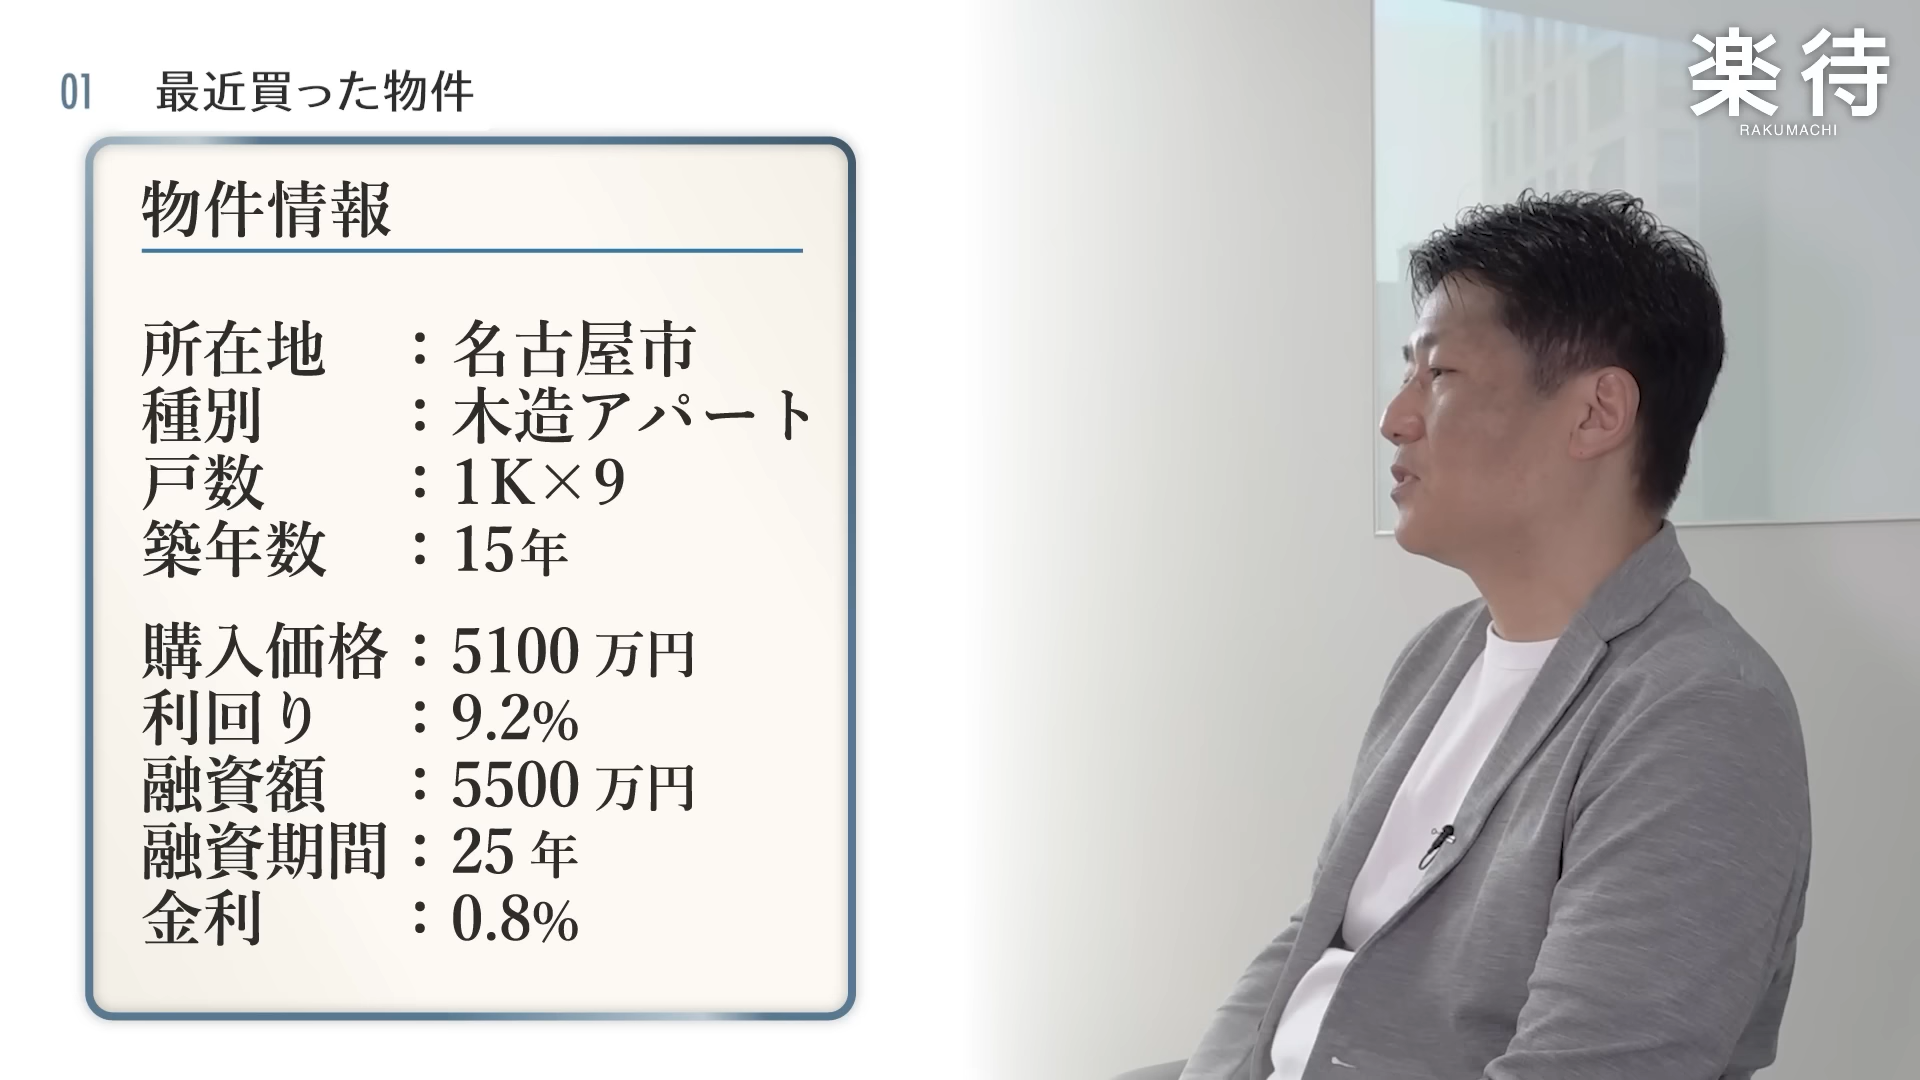 01 最近買った物件
楽待
RAKUMACHI
物件情報
所在地 ：名古屋市
種別 ：木造アパート
戸数 ：1K×9
築年数 ：15年
購入価格：5100万円
利回り ：9.2%
融資額 ：5500万円
融資期間：25年
金利 ：0.8%